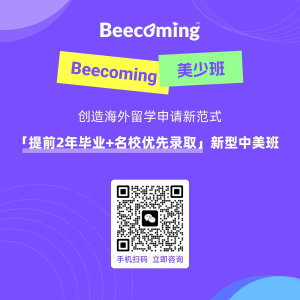 Beecoming™
Beecoming
美少班
创造海外留学申请新范式
「提前2年毕业+名校优先录取」新型中美班
手机扫码 立即咨询